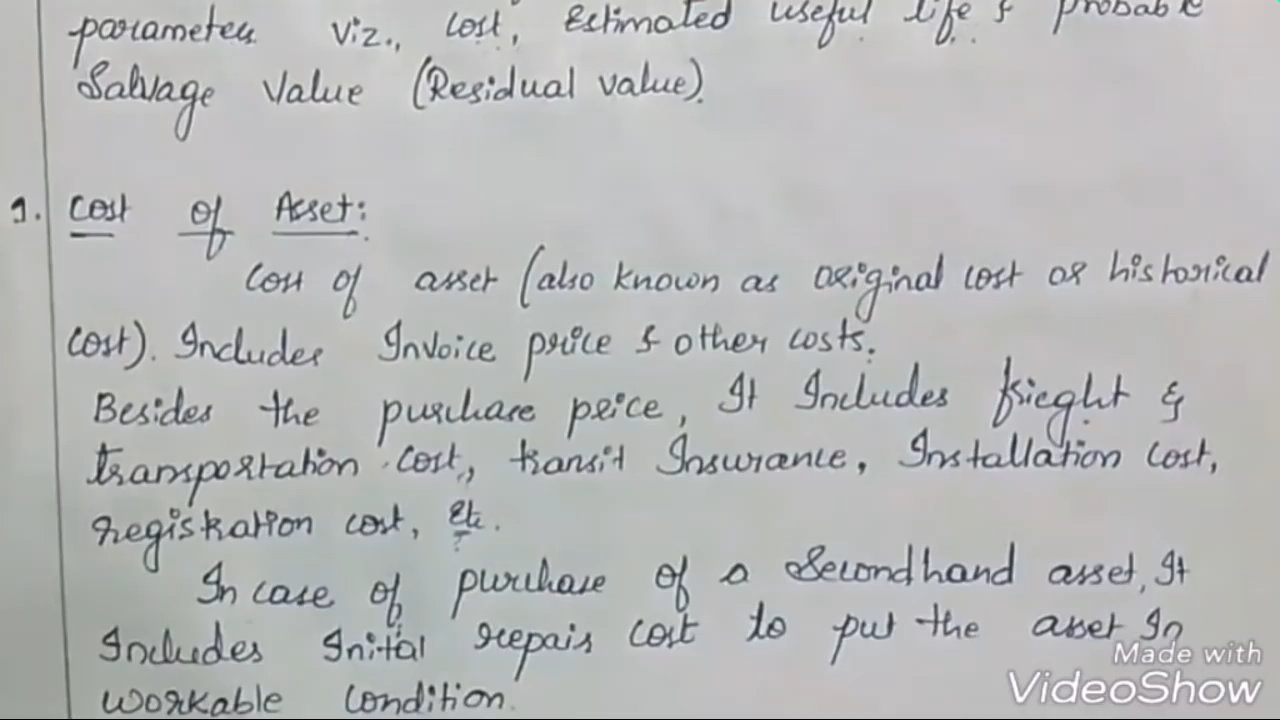 parameters viz., cost, Estimated useful life & probable
Salvage value (Residual value).
1. Cost of Asset:
Cost of asset (also known as original cost or historical
cost). Includes Invoice price & other costs.
Besides the purchase price, It Includes frieght &
transportation cost, transit Insurance, Installation cost,
registration cost, Etc.
In case of purchase of a Secondhand asset, It
Includes Inital repairs cost to put the asset In
workable condition.
Made with
VideoShow